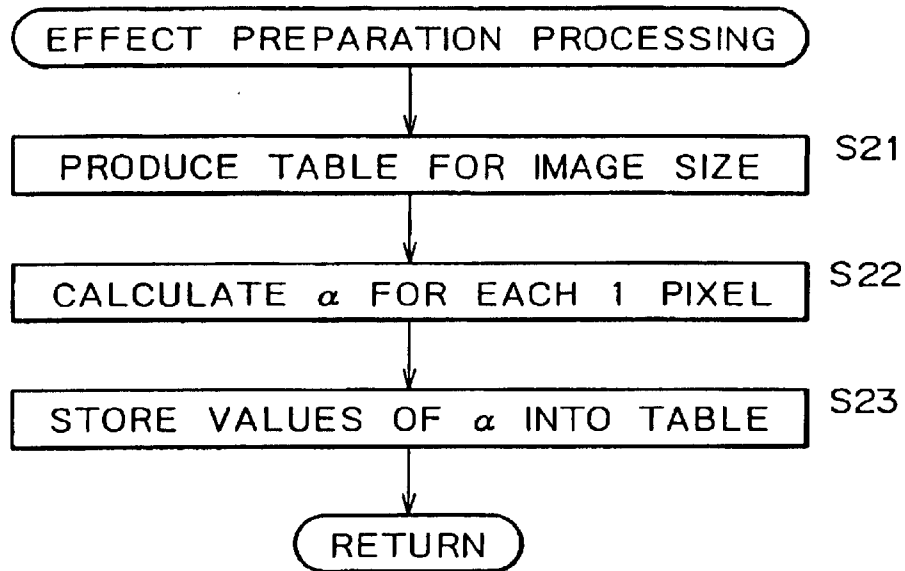 EFFECT PREPARATION PROCESSING
PRODUCE TABLE FOR IMAGE SIZE
S21
CALCULATE α FOR EACH 1 PIXEL
S22
STORE VALUES OF α INTO TABLE
S23
RETURN